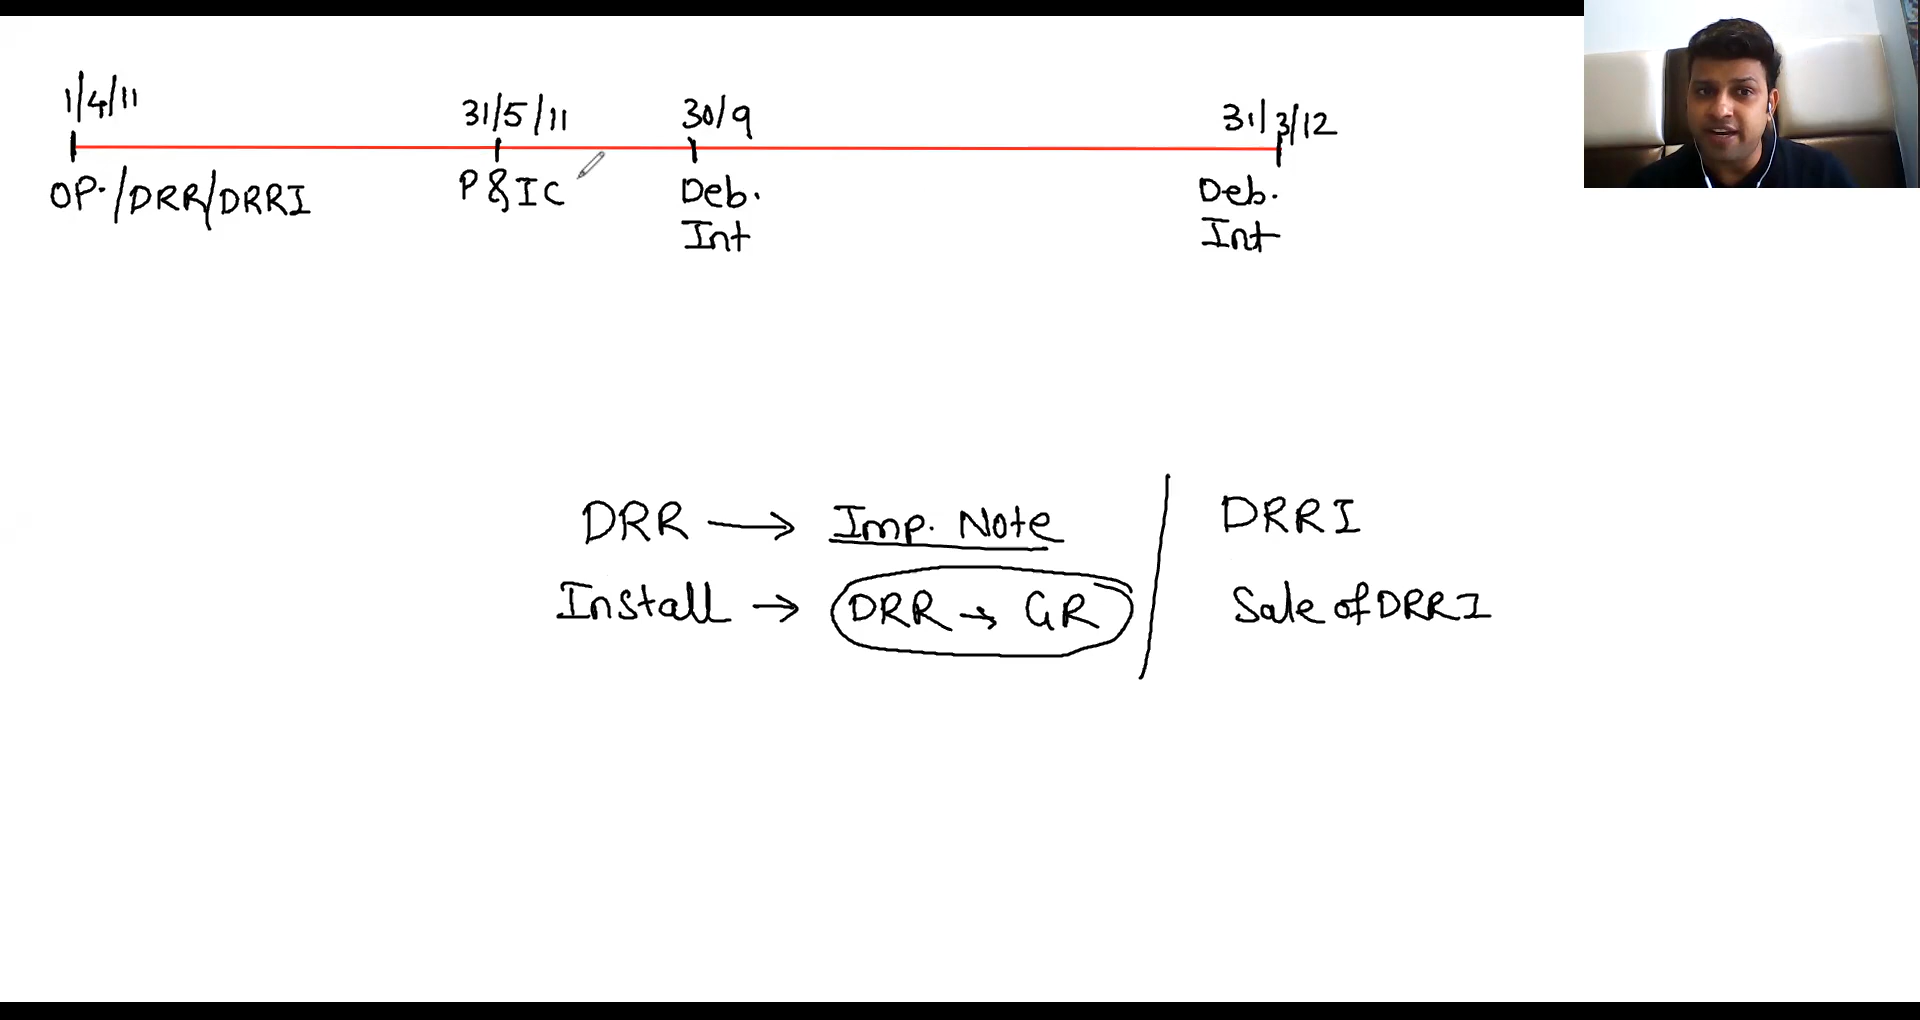 1/4/11 31/5/11 30/9 31/3/12
OP./DRR/DRRI P & IC Deb. Deb.
Int Int
DRR → Imp. Note DRRI
Install → DRR → GR Sale of DRRI